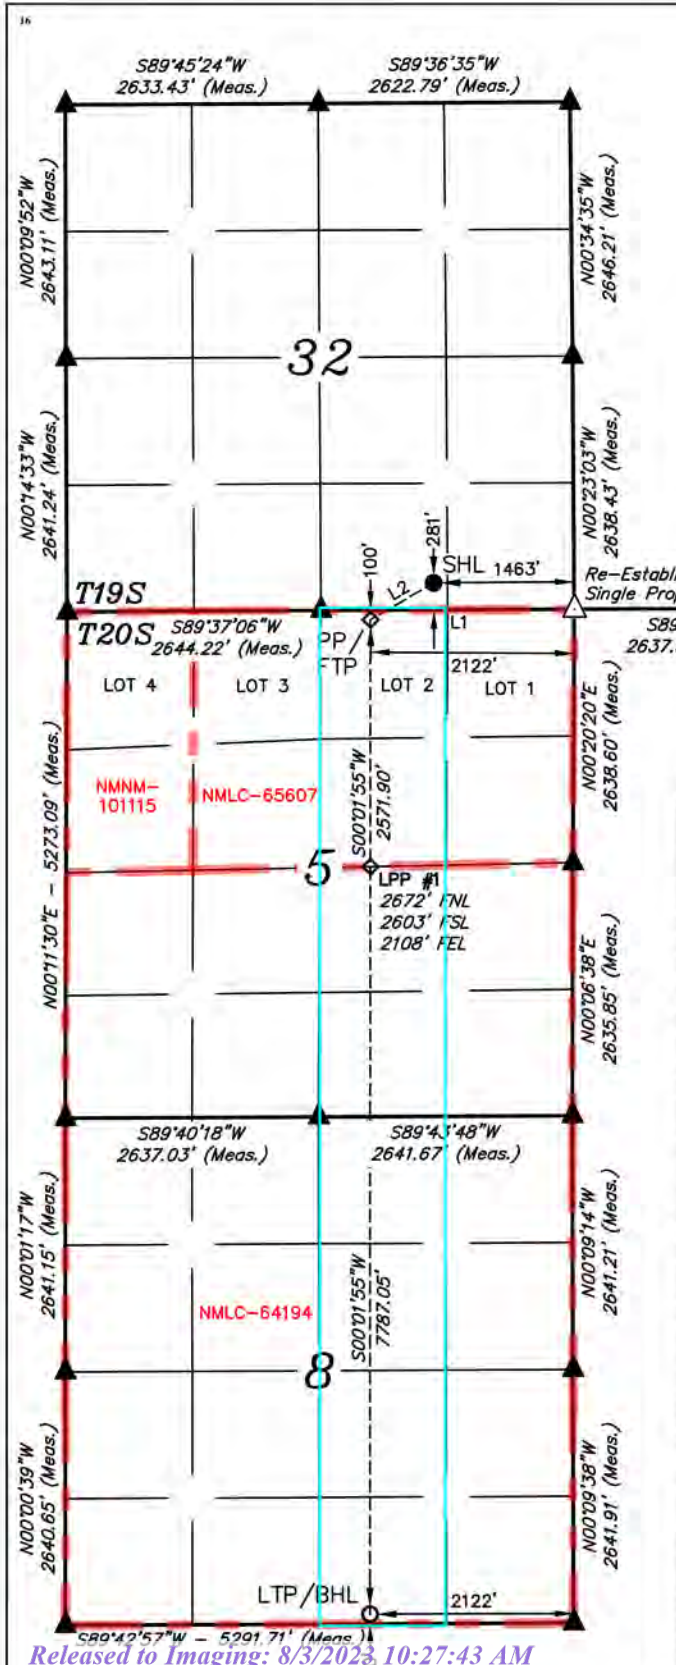 16
S89°45'24"W
2633.43' (Meas.)
S89°36'35"W
2622.79' (Meas.)
N00°09'52"W
2643.11' (Meas.)
N00°34'35"W
2646.21' (Meas.)
32
N00°14'33"W
2641.24' (Meas.)
N00°23'03"W
2638.43' (Meas.)
100'
281'
L2
SHL 1463'
Re-Establi
Single Prop
T19S
T20S
S89°37'06"W
2644.22' (Meas.)
PP/
FTP
L1
2122'
S89
2637.
LOT 4
LOT 3
LOT 2
LOT 1
N00°20'20"E
2638.60' (Meas.)
NMNM-
101115
NMLC-65607
S00°01'55"W
2571.90'
N00°11'30"E - 5273.09' (Meas.)
5
LPP #1
2672' FNL
2603' FSL
2108' FEL
N00°06'38"E
2635.85' (Meas.)
S89°40'18"W
2637.03' (Meas.)
S89°43'48"W
2641.67' (Meas.)
N00°01'17"W
2641.15' (Meas.)
N00°09'14"W
2641.21' (Meas.)
S00°01'55"W
7787.05'
NMLC-64194
8
N00°00'39"W
2640.65' (Meas.)
N00°09'38"W
2641.91' (Meas.)
LTP/BHL
2122'
S89°42'57"W - 5291.71' (Meas.)
Released to Imaging: 8/3/2023 10:27:43 AM